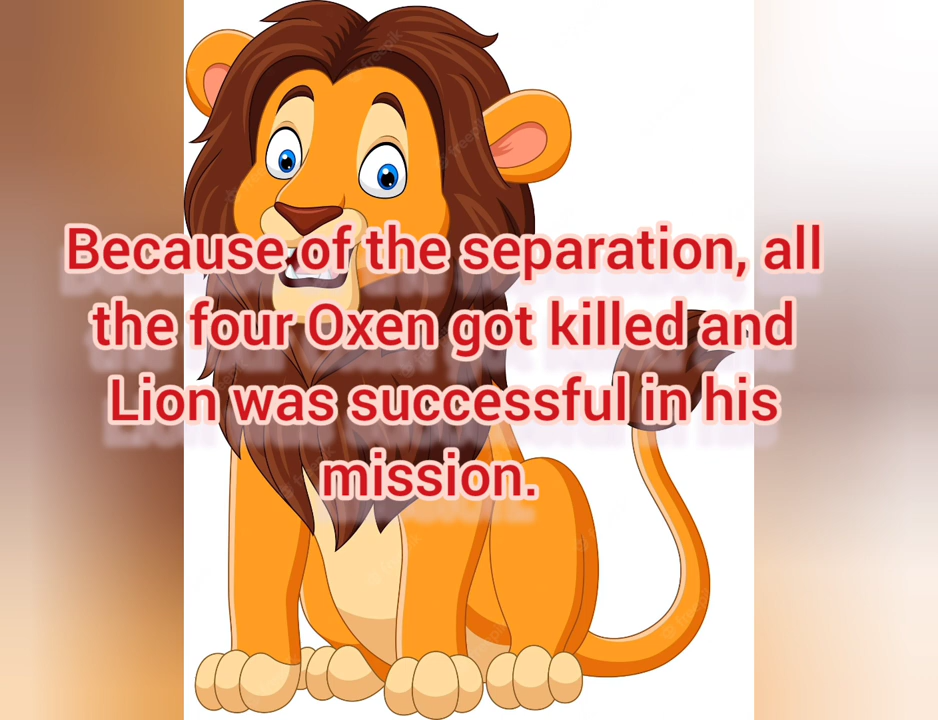 Because of the separation, all
the four Oxen got killed and
Lion was successful in his
mission.